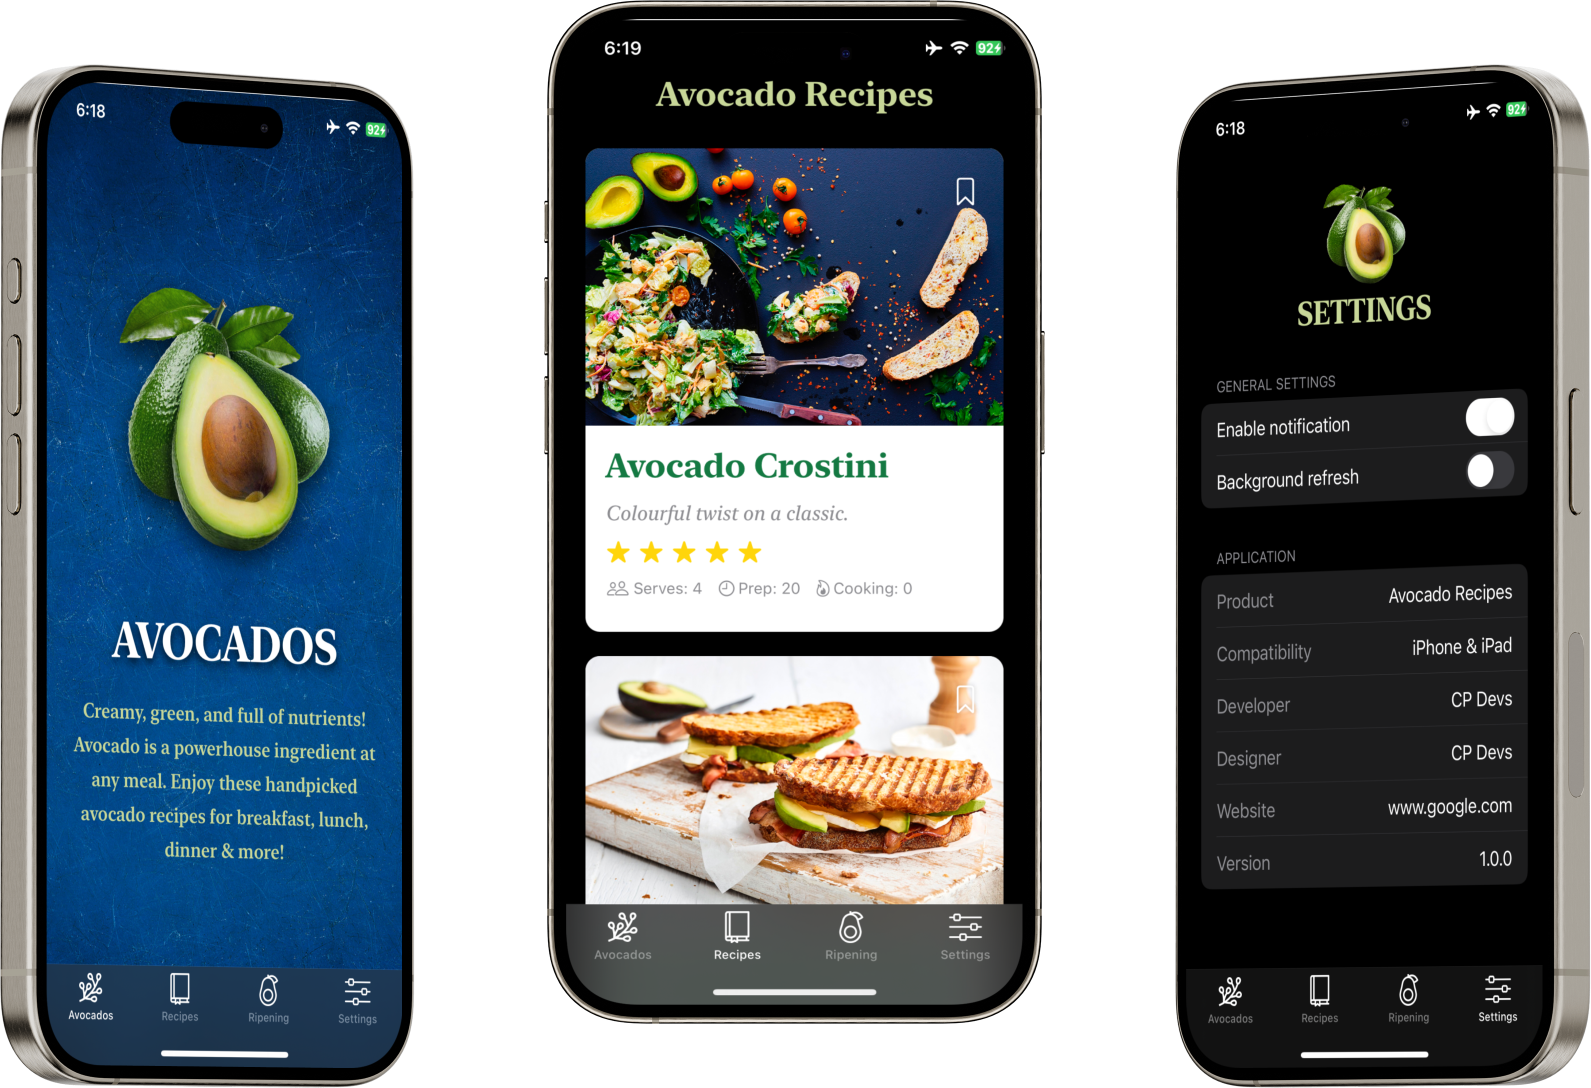 6:18
92
AVOCADOS
Creamy, green, and full of nutrients!
Avocado is a powerhouse ingredient at
any meal. Enjoy these handpicked
avocado recipes for breakfast, lunch,
dinner & more!
Avocados
Recipes
Ripening
Settings
6:19
92
Avocado Recipes
Avocado Crostini
Colourful twist on a classic.
Serves: 4 Prep: 20 Cooking: 0
Avocados
Recipes
Ripening
Settings
6:18
92
SETTINGS
GENERAL SETTINGS
Enable notification
Background refresh
APPLICATION
Product Avocado Recipes
Compatibility iPhone & iPad
Developer CP Devs
Designer CP Devs
Website www.google.com
Version 1.0.0
Avocados
Recipes
Ripening
Settings